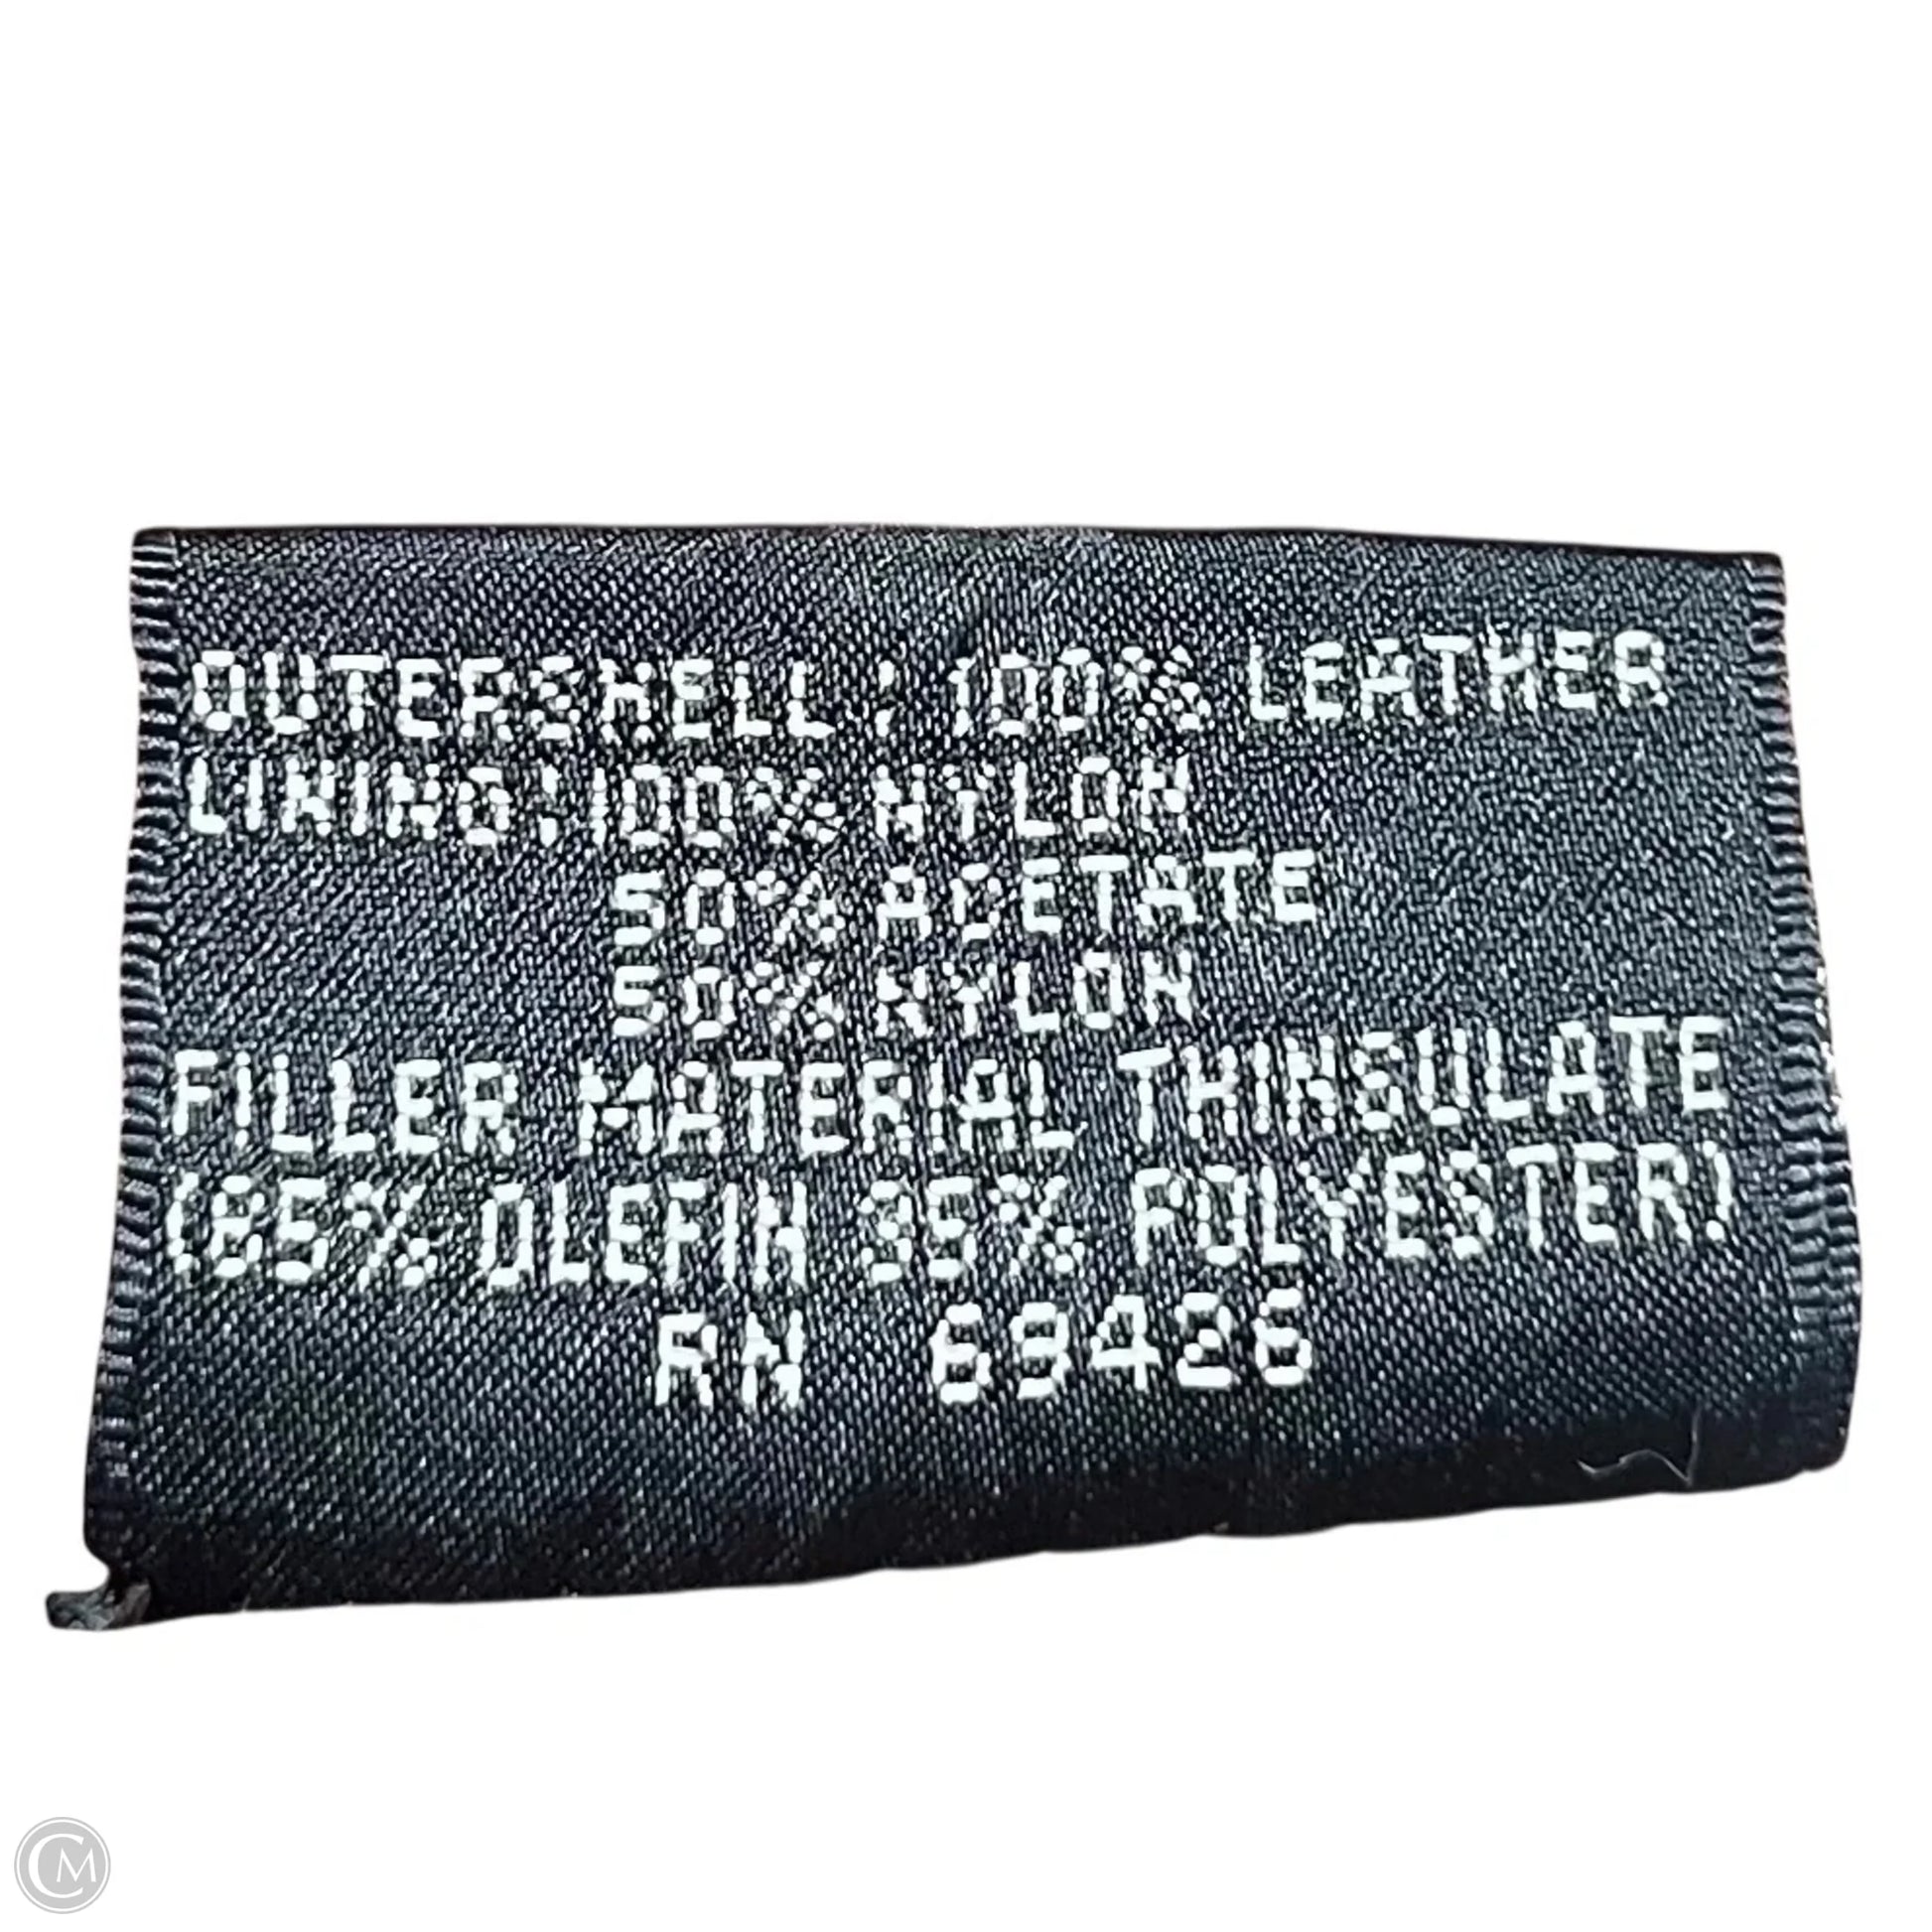 OUTERSHELL : 100% LEATHER
LINING : 100% NYLON
50% ACETATE
50% NYLON
FILLER MATERIAL THINSULATE
(65% OLEFIN 35% POLYESTER)
RN 69426
CM